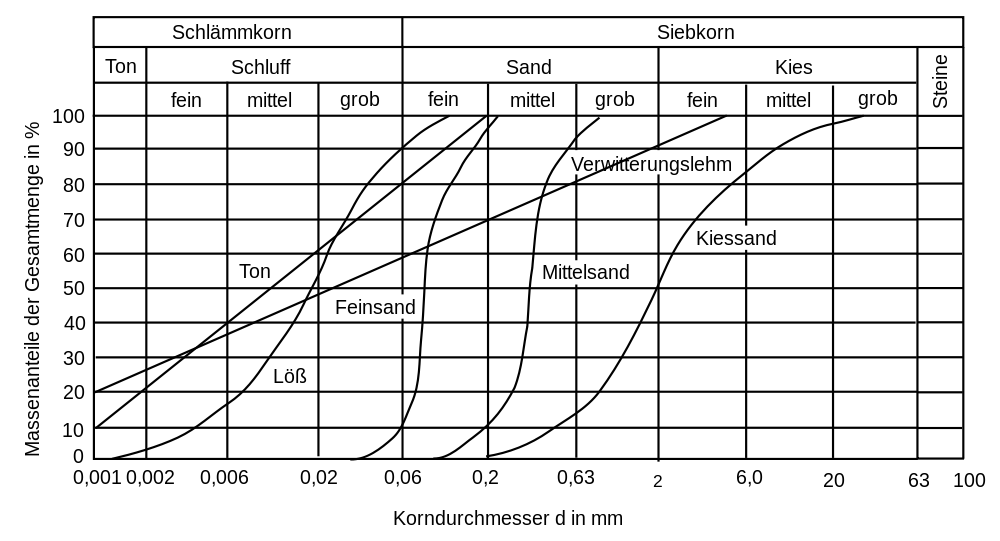 Schlämmkorn Siebkorn
Ton Schluff Sand Kies Steine
fein mittel grob fein mittel grob fein mittel grob
Massenanteile der Gesamtmenge in %
100
90
80
70
60
50
40
30
20
10
0
Verwitterungslehm
Kiessand
Ton
Mittelsand
Feinsand
Löß
0,001 0,002 0,006 0,02 0,06 0,2 0,63 2 6,0 20 63 100
Korndurchmesser d in mm